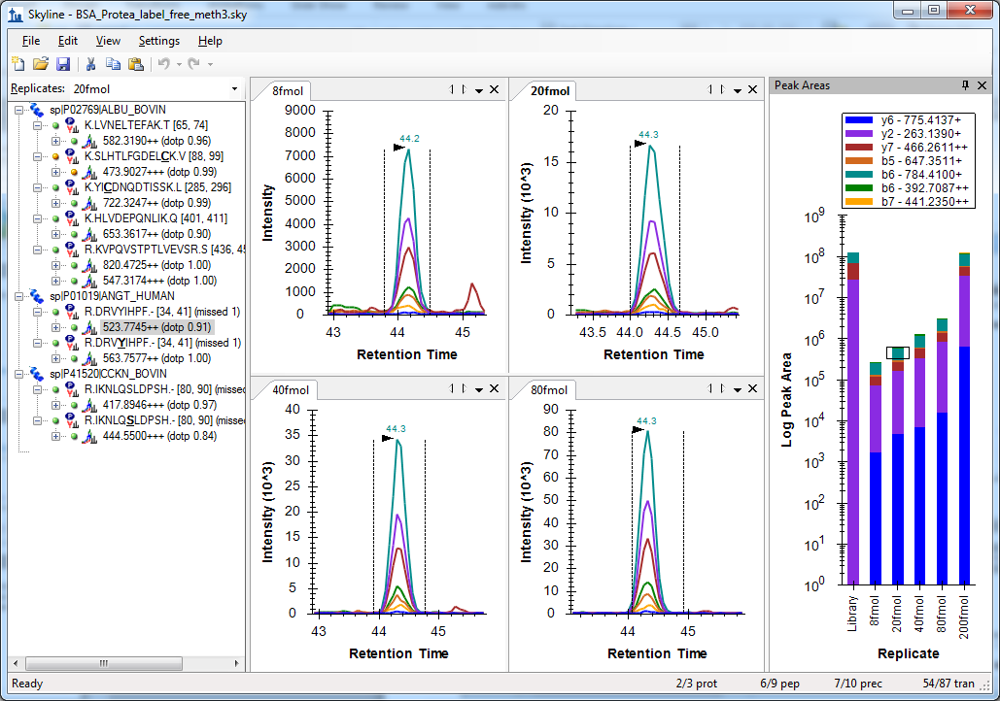 Skyline - BSA_Protea_label_free_meth3.sky
File Edit View Settings Help
Replicates: 20fmol
sp|P02769|ALBU_BOVIN
K.LVNELTEFAK.T [65, 74]
582.3190++ (dotp 0.96)
K.SLHTLFGDELCK.V [88, 99]
473.9027+++ (dotp 0.99)
K.YICDNQDTISSK.L [285, 296]
722.3247++ (dotp 0.99)
K.HLVDEPQNLIK.Q [401, 411]
653.3617++ (dotp 0.90)
R.KVPQVSTPTLVEVSR.S [436, 45
820.4725++ (dotp 1.00)
547.3174+++ (dotp 1.00)
sp|P01019|ANGT_HUMAN
R.DRVYIHPF.- [34, 41] (missed 1)
523.7745++ (dotp 0.91)
R.DRVYIHPF.- [34, 41] (missed 1)
563.7577++ (dotp 1.00)
sp|P41520|CCKN_BOVIN
R.IKNLQSLDPSH.- [80, 90] (missed
417.8946+++ (dotp 0.97)
R.IKNLQSLDPSH.- [80, 90] (missed
444.5500+++ (dotp 0.84)
8fmol
9000
8000
7000
6000
5000
4000
3000
2000
1000
0
Intensity
44.2
43 44 45
Retention Time
20fmol
20
15
10
5
0
Intensity (10^3)
44.3
43.5 44.0 44.5 45.0
Retention Time
40fmol
40
35
30
25
20
15
10
5
0
Intensity (10^3)
44.3
43 44 45
Retention Time
80fmol
90
80
70
60
50
40
30
20
10
0
Intensity (10^3)
44.3
44 45
Retention Time
Peak Areas
y6 - 775.4137+
y2 - 263.1390+
y7 - 466.2611++
b5 - 647.3511+
b6 - 784.4100+
b6 - 392.7087++
b7 - 441.2350++
10^9
10^8
10^7
10^6
10^5
10^4
10^3
10^2
10^1
10^0
Log Peak Area
Library
8fmol
20fmol
40fmol
80fmol
200fmol
Replicate
Ready 2/3 prot 6/9 pep 7/10 prec 54/87 tran